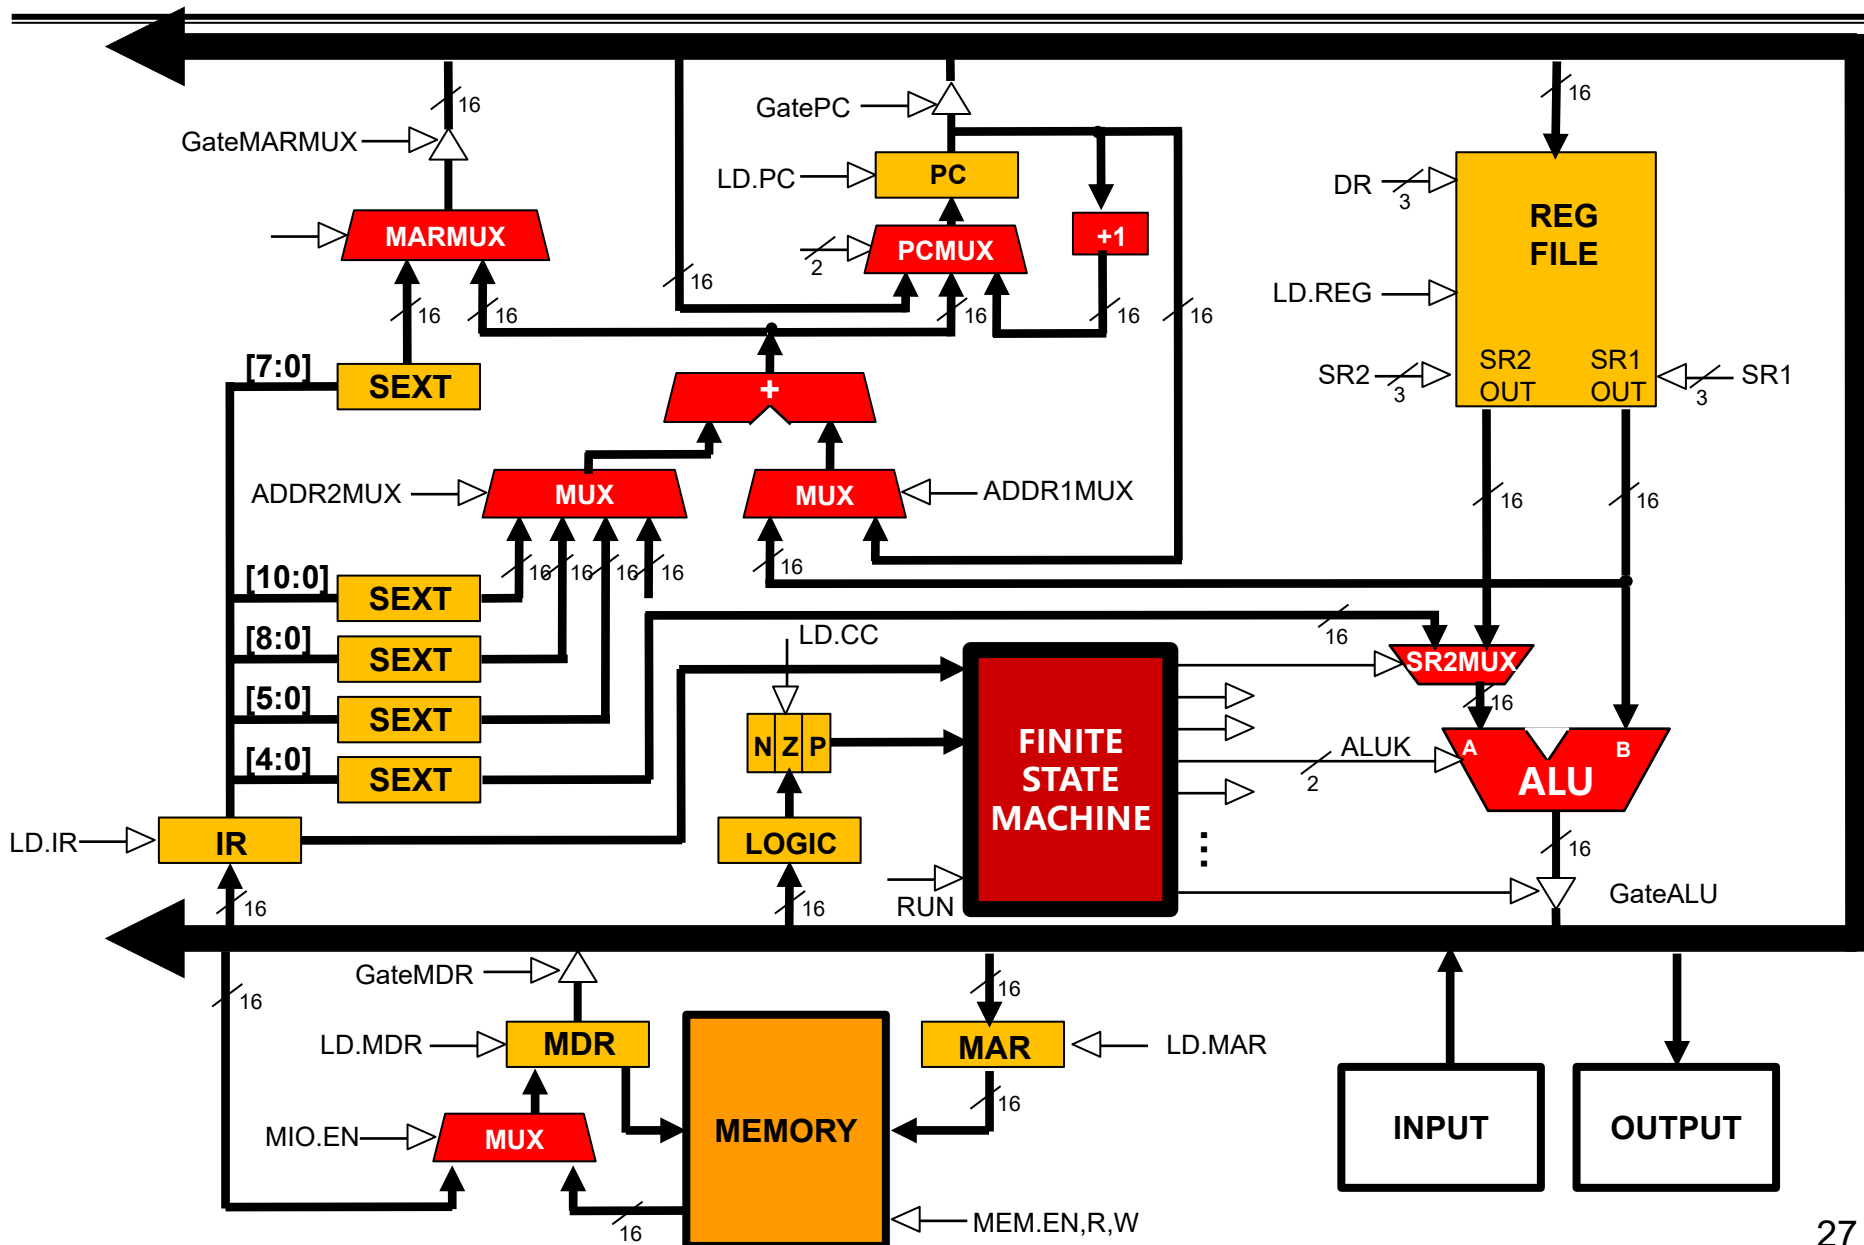 16
16
GatePC
GateMARMUX
LD.PC
PC
DR
3
REG
FILE
MARMUX
2
PCMUX
+1
16
LD.REG
16
16
16
16
16
[7:0]
SEXT
+
SR2
3
SR2
OUT
SR1
OUT
3
SR1
ADDR2MUX
MUX
MUX
ADDR1MUX
16
16
[10:0]
SEXT
16
16
16
16
16
[8:0]
SEXT
LD.CC
16
SR2MUX
16
[5:0]
SEXT
N Z P
FINITE
STATE
MACHINE
ALUK
2
A
B
ALU
[4:0]
SEXT
LD.IR
IR
LOGIC
⋮
16
16
16
RUN
GateALU
GateMDR
16
16
LD.MDR
MDR
MAR
LD.MAR
16
MIO.EN
MUX
MEMORY
INPUT
OUTPUT
16
MEM.EN,R,W
27